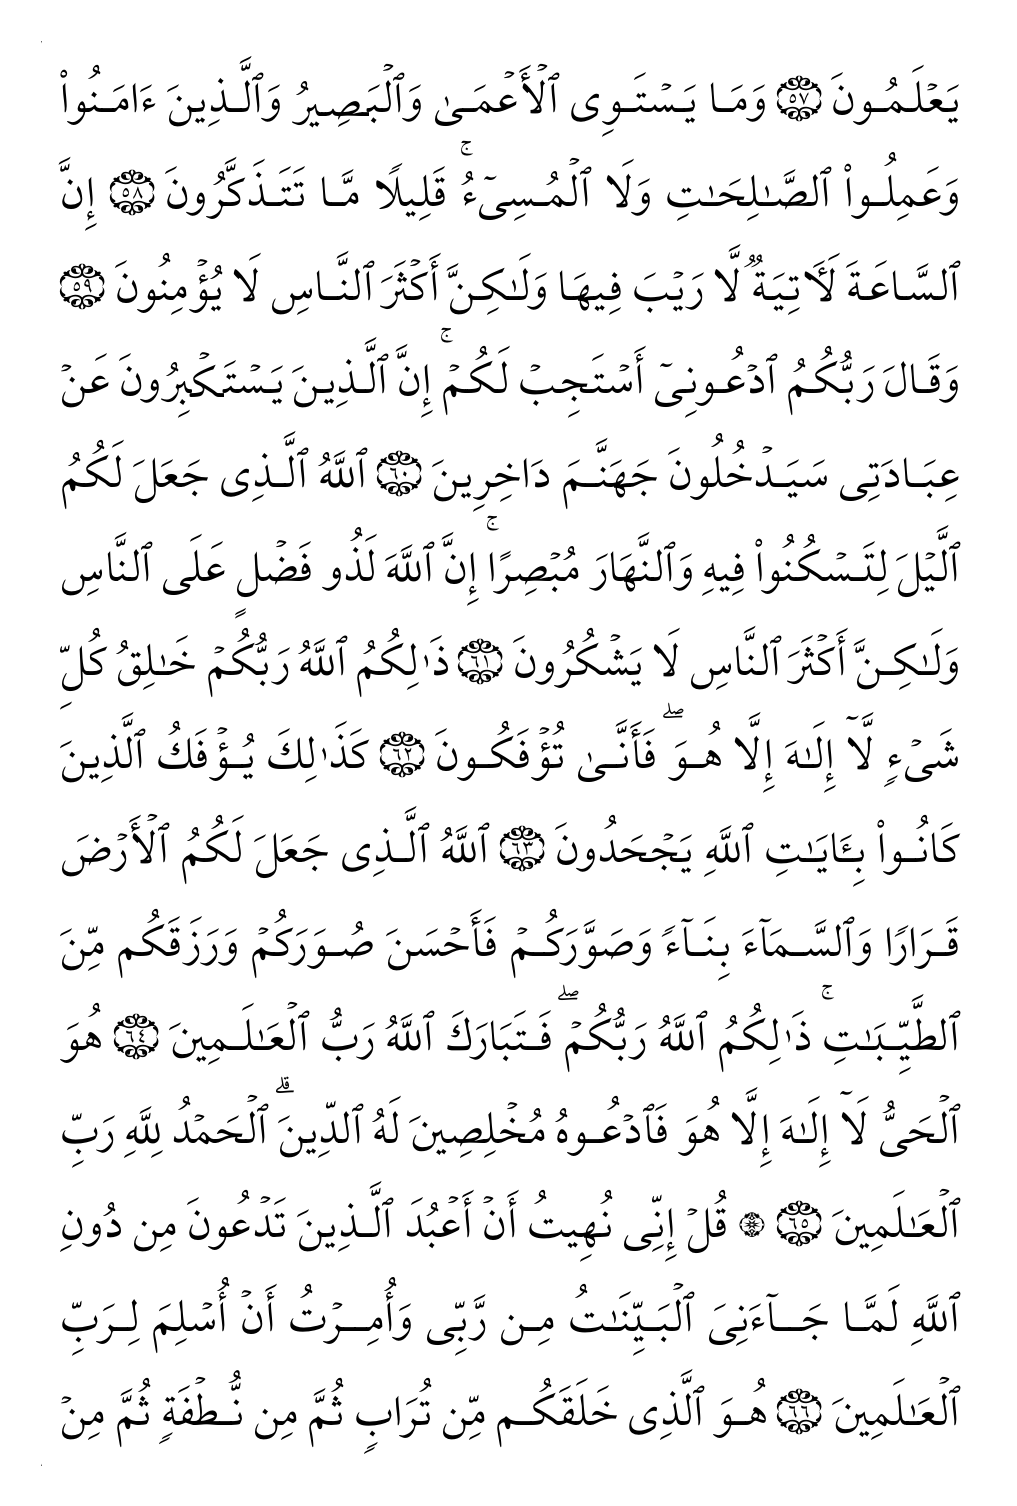 يَعْلَمُونَ ٥٧ وَمَا يَسْتَوِى ٱلْأَعْمَىٰ وَٱلْبَصِيرُ وَٱلَّذِينَ ءَامَنُوا۟
وَعَمِلُوا۟ ٱلصَّـٰلِحَـٰتِ وَلَا ٱلْمُسِىٓءُ ۚ قَلِيلًا مَّا تَتَذَكَّرُونَ ٥٨ إِنَّ
ٱلسَّاعَةَ لَـَٔاتِيَةٌ لَّا رَيْبَ فِيهَا وَلَـٰكِنَّ أَكْثَرَ ٱلنَّاسِ لَا يُؤْمِنُونَ ٥٩
وَقَالَ رَبُّكُمُ ٱدْعُونِىٓ أَسْتَجِبْ لَكُمْ ۚ إِنَّ ٱلَّذِينَ يَسْتَكْبِرُونَ عَنْ
عِبَادَتِى سَيَدْخُلُونَ جَهَنَّمَ دَاخِرِينَ ٦٠ ٱللَّهُ ٱلَّذِى جَعَلَ لَكُمُ
ٱلَّيْلَ لِتَسْكُنُوا۟ فِيهِ وَٱلنَّهَارَ مُبْصِرًا ۚ إِنَّ ٱللَّهَ لَذُو فَضْلٍ عَلَى ٱلنَّاسِ
وَلَـٰكِنَّ أَكْثَرَ ٱلنَّاسِ لَا يَشْكُرُونَ ٦١ ذَٰلِكُمُ ٱللَّهُ رَبُّكُمْ خَـٰلِقُ كُلِّ
شَىْءٍ لَّآ إِلَـٰهَ إِلَّا هُوَ ۖ فَأَنَّىٰ تُؤْفَكُونَ ٦٢ كَذَٰلِكَ يُؤْفَكُ ٱلَّذِينَ
كَانُوا۟ بِـَٔايَـٰتِ ٱللَّهِ يَجْحَدُونَ ٦٣ ٱللَّهُ ٱلَّذِى جَعَلَ لَكُمُ ٱلْأَرْضَ
قَرَارًا وَٱلسَّمَآءَ بِنَآءً وَصَوَّرَكُمْ فَأَحْسَنَ صُوَرَكُمْ وَرَزَقَكُم مِّنَ
ٱلطَّيِّبَـٰتِ ۚ ذَٰلِكُمُ ٱللَّهُ رَبُّكُمْ ۖ فَتَبَارَكَ ٱللَّهُ رَبُّ ٱلْعَـٰلَمِينَ ٦٤ هُوَ
ٱلْحَىُّ لَآ إِلَـٰهَ إِلَّا هُوَ فَٱدْعُوهُ مُخْلِصِينَ لَهُ ٱلدِّينَ ۗ ٱلْحَمْدُ لِلَّهِ رَبِّ
ٱلْعَـٰلَمِينَ ٦٥ ۞ قُلْ إِنِّى نُهِيتُ أَنْ أَعْبُدَ ٱلَّذِينَ تَدْعُونَ مِن دُونِ
ٱللَّهِ لَمَّا جَآءَنِىَ ٱلْبَيِّنَـٰتُ مِن رَّبِّى وَأُمِرْتُ أَنْ أُسْلِمَ لِرَبِّ
ٱلْعَـٰلَمِينَ ٦٦ هُوَ ٱلَّذِى خَلَقَكُم مِّن تُرَابٍ ثُمَّ مِن نُّطْفَةٍ ثُمَّ مِنْ